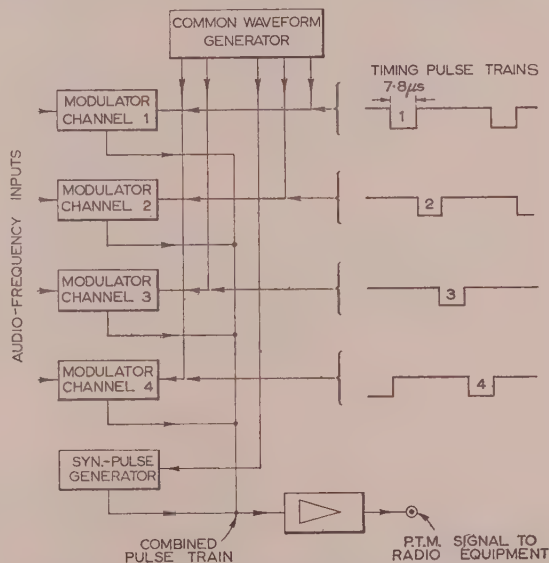 COMMON WAVEFORM
GENERATOR
TIMING PULSE TRAINS
7·8μs
MODULATOR
CHANNEL 1
1
MODULATOR
CHANNEL 2
2
MODULATOR
CHANNEL 3
3
MODULATOR
CHANNEL 4
4
AUDIO-FREQUENCY INPUTS
SYN.-PULSE
GENERATOR
COMBINED
PULSE TRAIN
P.T.M. SIGNAL TO
RADIO EQUIPMENT